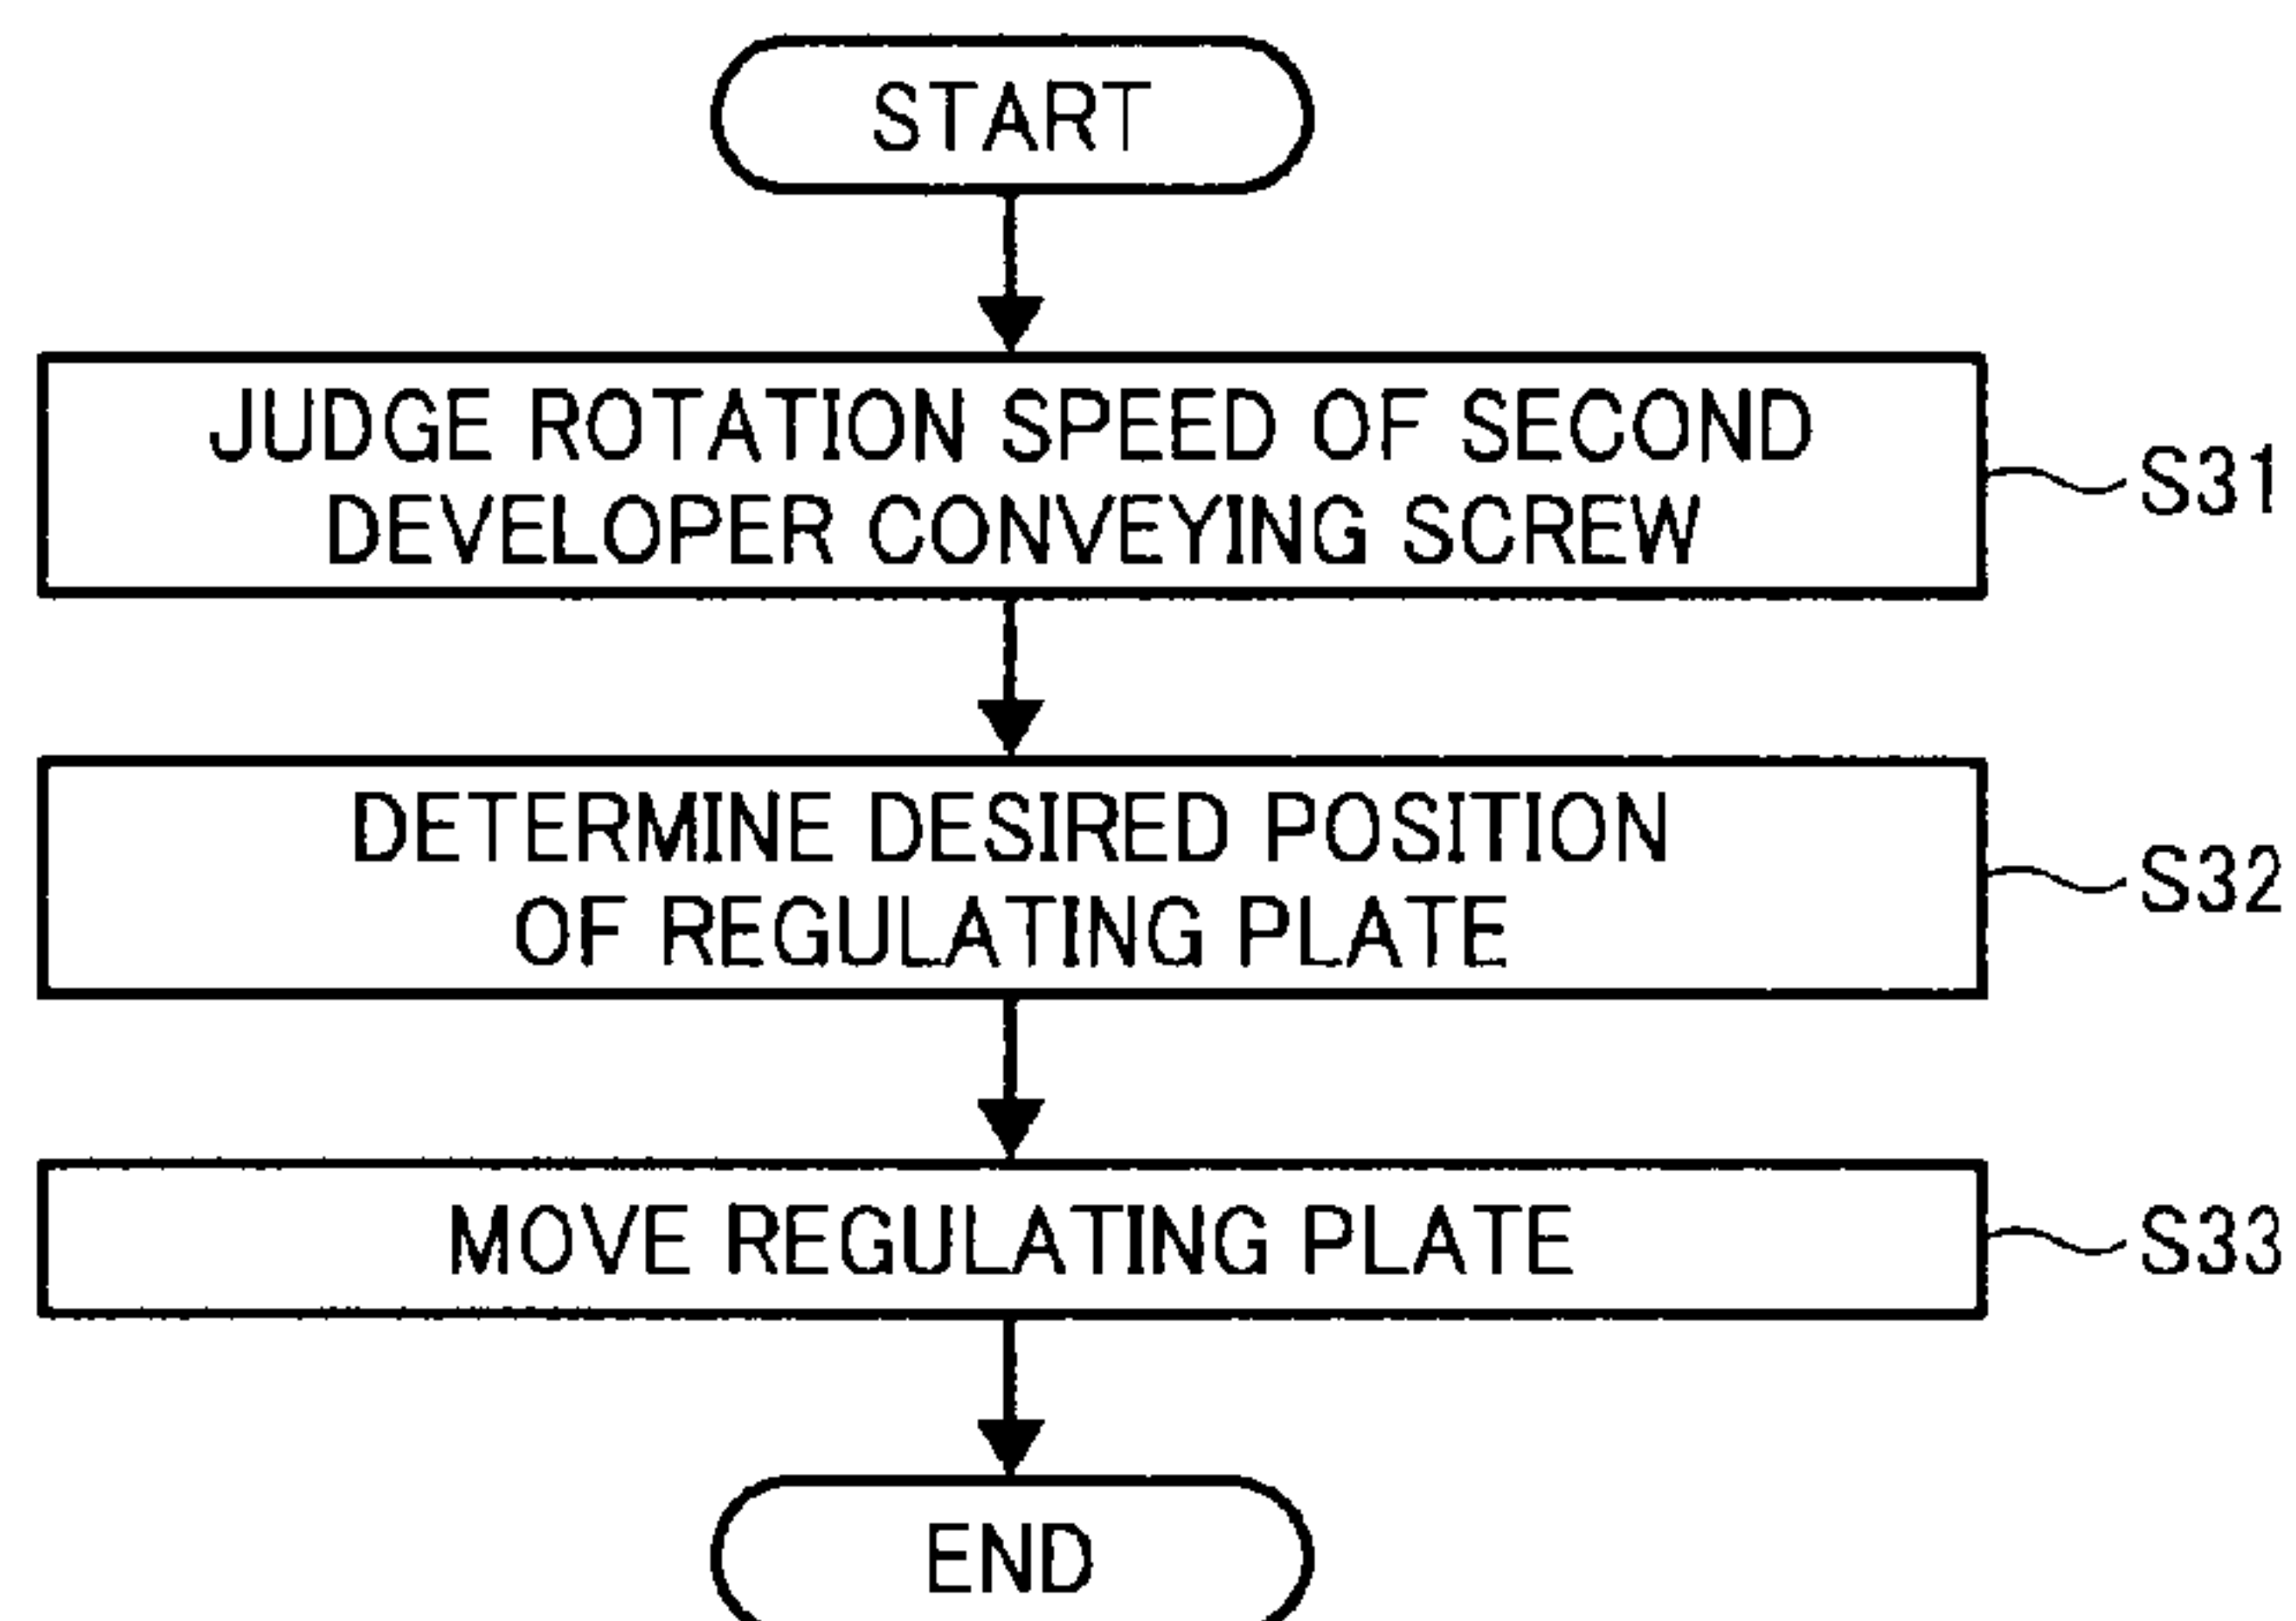 START
JUDGE ROTATION SPEED OF SECOND
DEVELOPER CONVEYING SCREW
S31
DETERMINE DESIRED POSITION
OF REGULATING PLATE
S32
MOVE REGULATING PLATE
S33
END